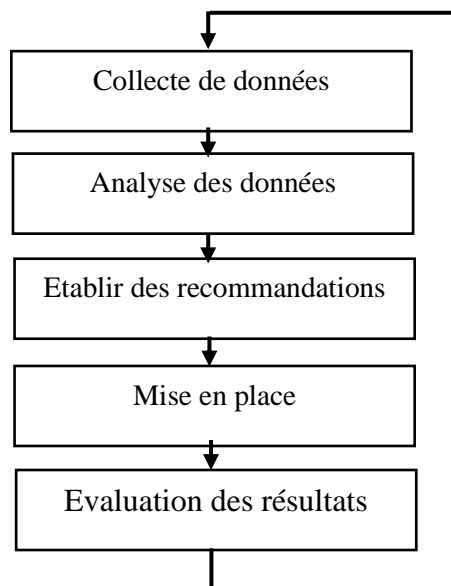 Collecte de données
Analyse des données
Etablir des recommandations
Mise en place
Evaluation des résultats